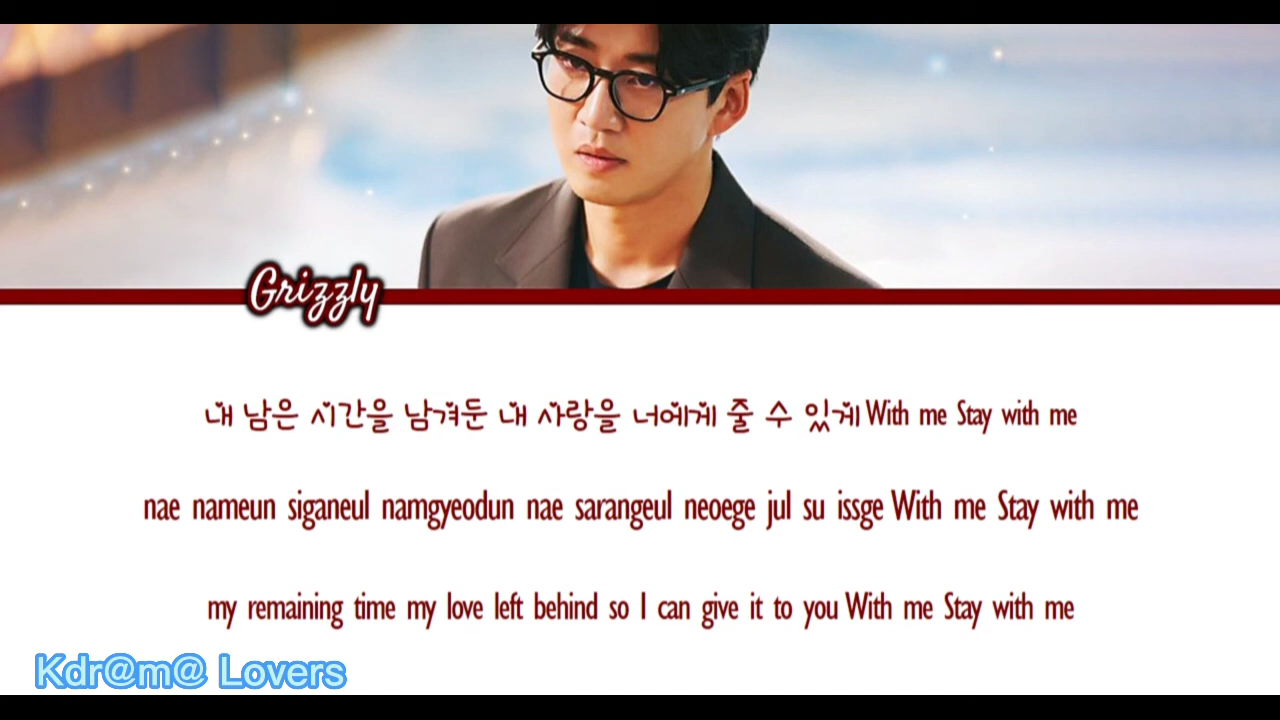 Grizzly
내 남은 시간을 남겨둔 내 사랑을 너에게 줄 수 있게 With me Stay with me
nae nameun siganeul namgyeodun nae sarangeul neoege jul su issge With me Stay with me
my remaining time my love left behind so I can give it to you With me Stay with me
Kdr@m@ Lovers